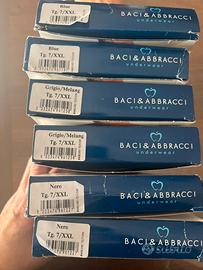 Blue
Tg. 7/XXL
BACI&ABBRACCI
underwear
Blue
Tg. 7/XXL
BACI&ABBRACCI
underwear
Grigio/Melang
Tg. 7/XXL
BACI&ABBRACCI
underwear
Grigio/Melang
Tg. 7/XXL
BACI&ABBRACCI
underwear
Nero
Tg. 7/XXL
BACI&ABBRACCI
underwear
Nero
Tg. 7/XXL
BACI&ABBRACCI